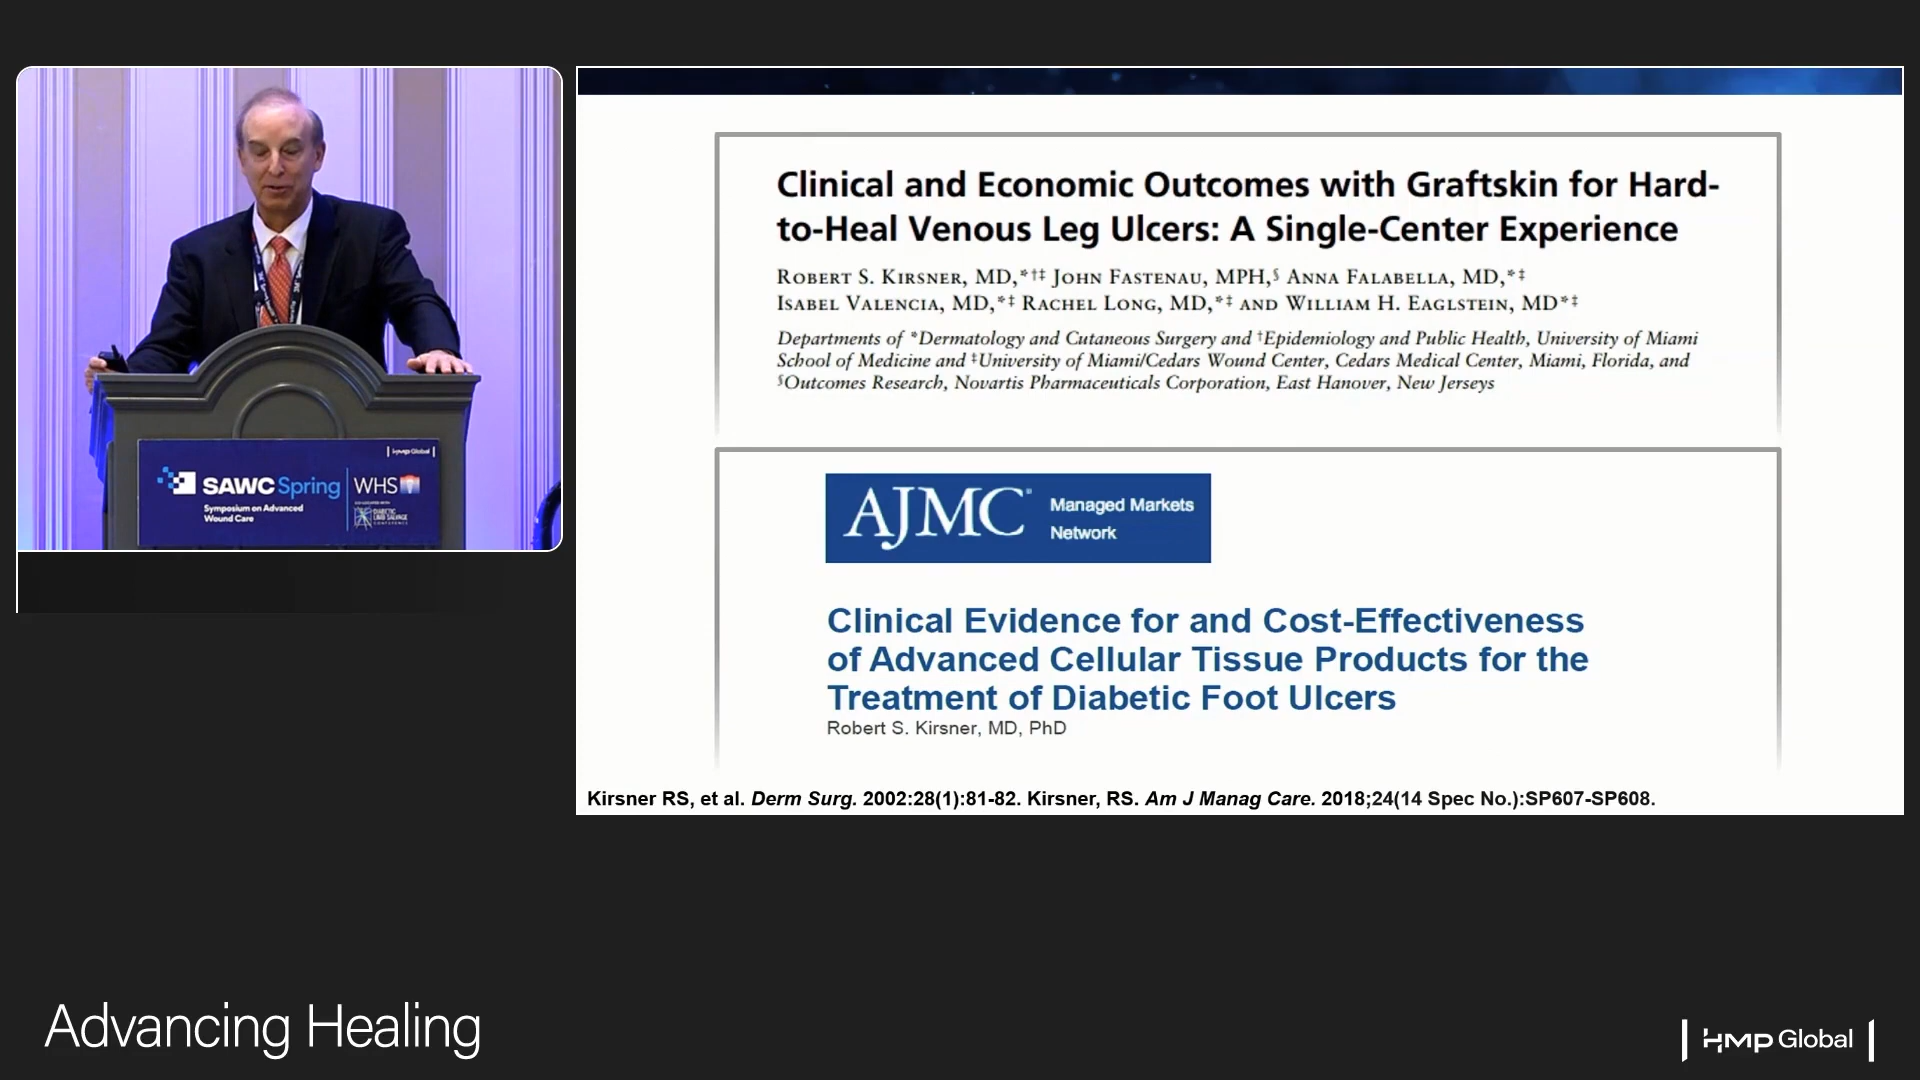 HMP Global
SAWC Spring
Symposium on Advanced
Wound Care
WHS
DIABETIC
LIMB SALVAGE
CONFERENCE
Clinical and Economic Outcomes with Graftskin for Hard-
to-Heal Venous Leg Ulcers: A Single-Center Experience
ROBERT S. KIRSNER, MD,*†‡ JOHN FASTENAU, MPH,§ ANNA FALABELLA, MD,*‡
ISABEL VALENCIA, MD,*‡ RACHEL LONG, MD,*‡ AND WILLIAM H. EAGLSTEIN, MD*‡
Departments of *Dermatology and Cutaneous Surgery and †Epidemiology and Public Health, University of Miami
School of Medicine and ‡University of Miami/Cedars Wound Center, Cedars Medical Center, Miami, Florida, and
§Outcomes Research, Novartis Pharmaceuticals Corporation, East Hanover, New Jerseys
AJMC® Managed Markets
Network
Clinical Evidence for and Cost-Effectiveness
of Advanced Cellular Tissue Products for the
Treatment of Diabetic Foot Ulcers
Robert S. Kirsner, MD, PhD
Kirsner RS, et al. Derm Surg. 2002:28(1):81-82. Kirsner, RS. Am J Manag Care. 2018;24(14 Spec No.):SP607-SP608.
Advancing Healing
HMP Global